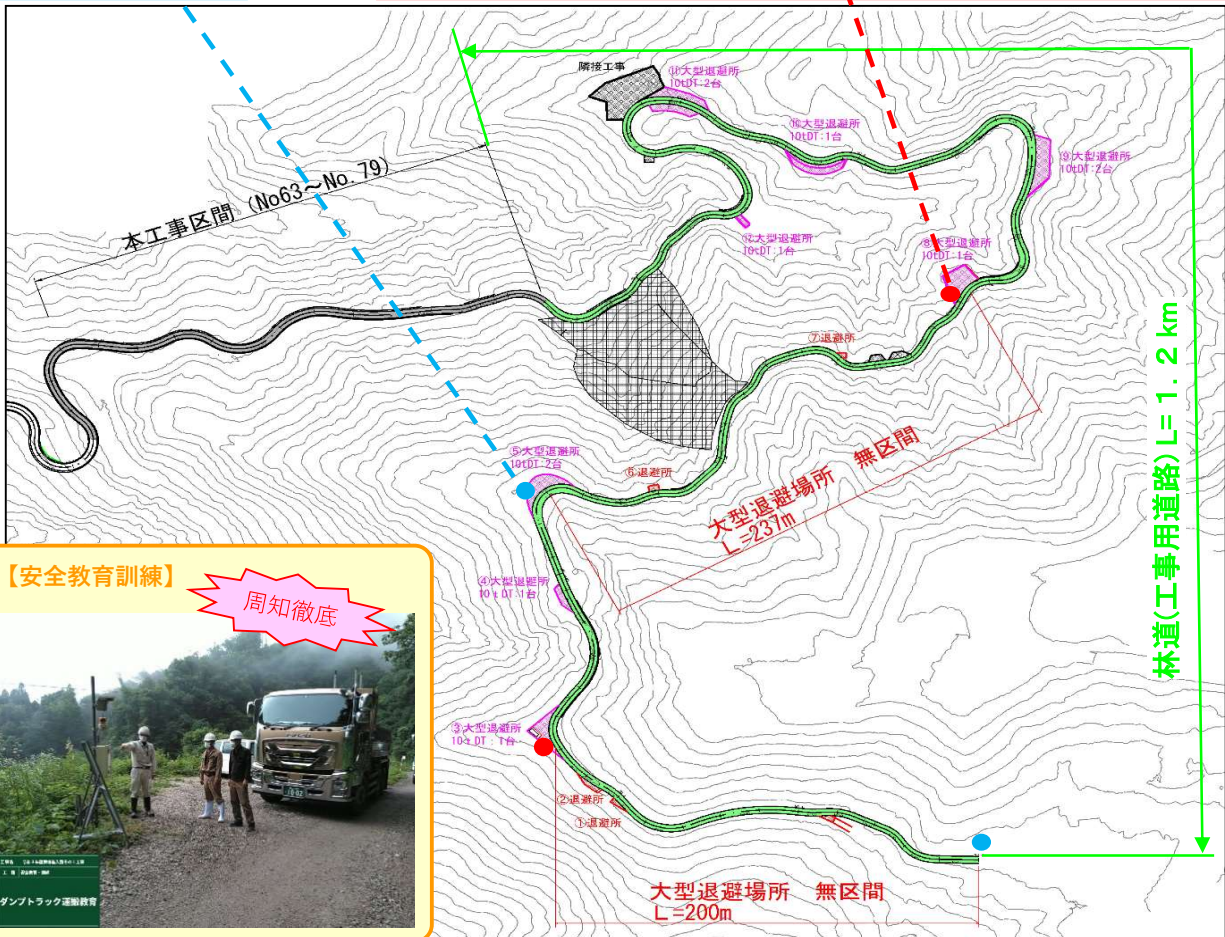 隣接工事
⑪大型退避所
10tDT:2台
⑩大型退避所
10tDT:1台
⑨大型退避所
10tDT:2台
本工事区間 (No63～No.79)
⑫大型退避所
10tDT:1台
⑧大型退避所
10tDT:1台
⑦退避所
林道(工事用道路) L= 1.2 km
⑤大型退避所
10tDT:2台
⑥退避所
大型退避場所 無区間
L=237m
【安全教育訓練】
周知徹底
④大型退避所
10tDT:1台
③大型退避所
10tDT:1台
②退避所
①退避所
ダンプトラック運搬教育
大型退避場所 無区間
L=200m